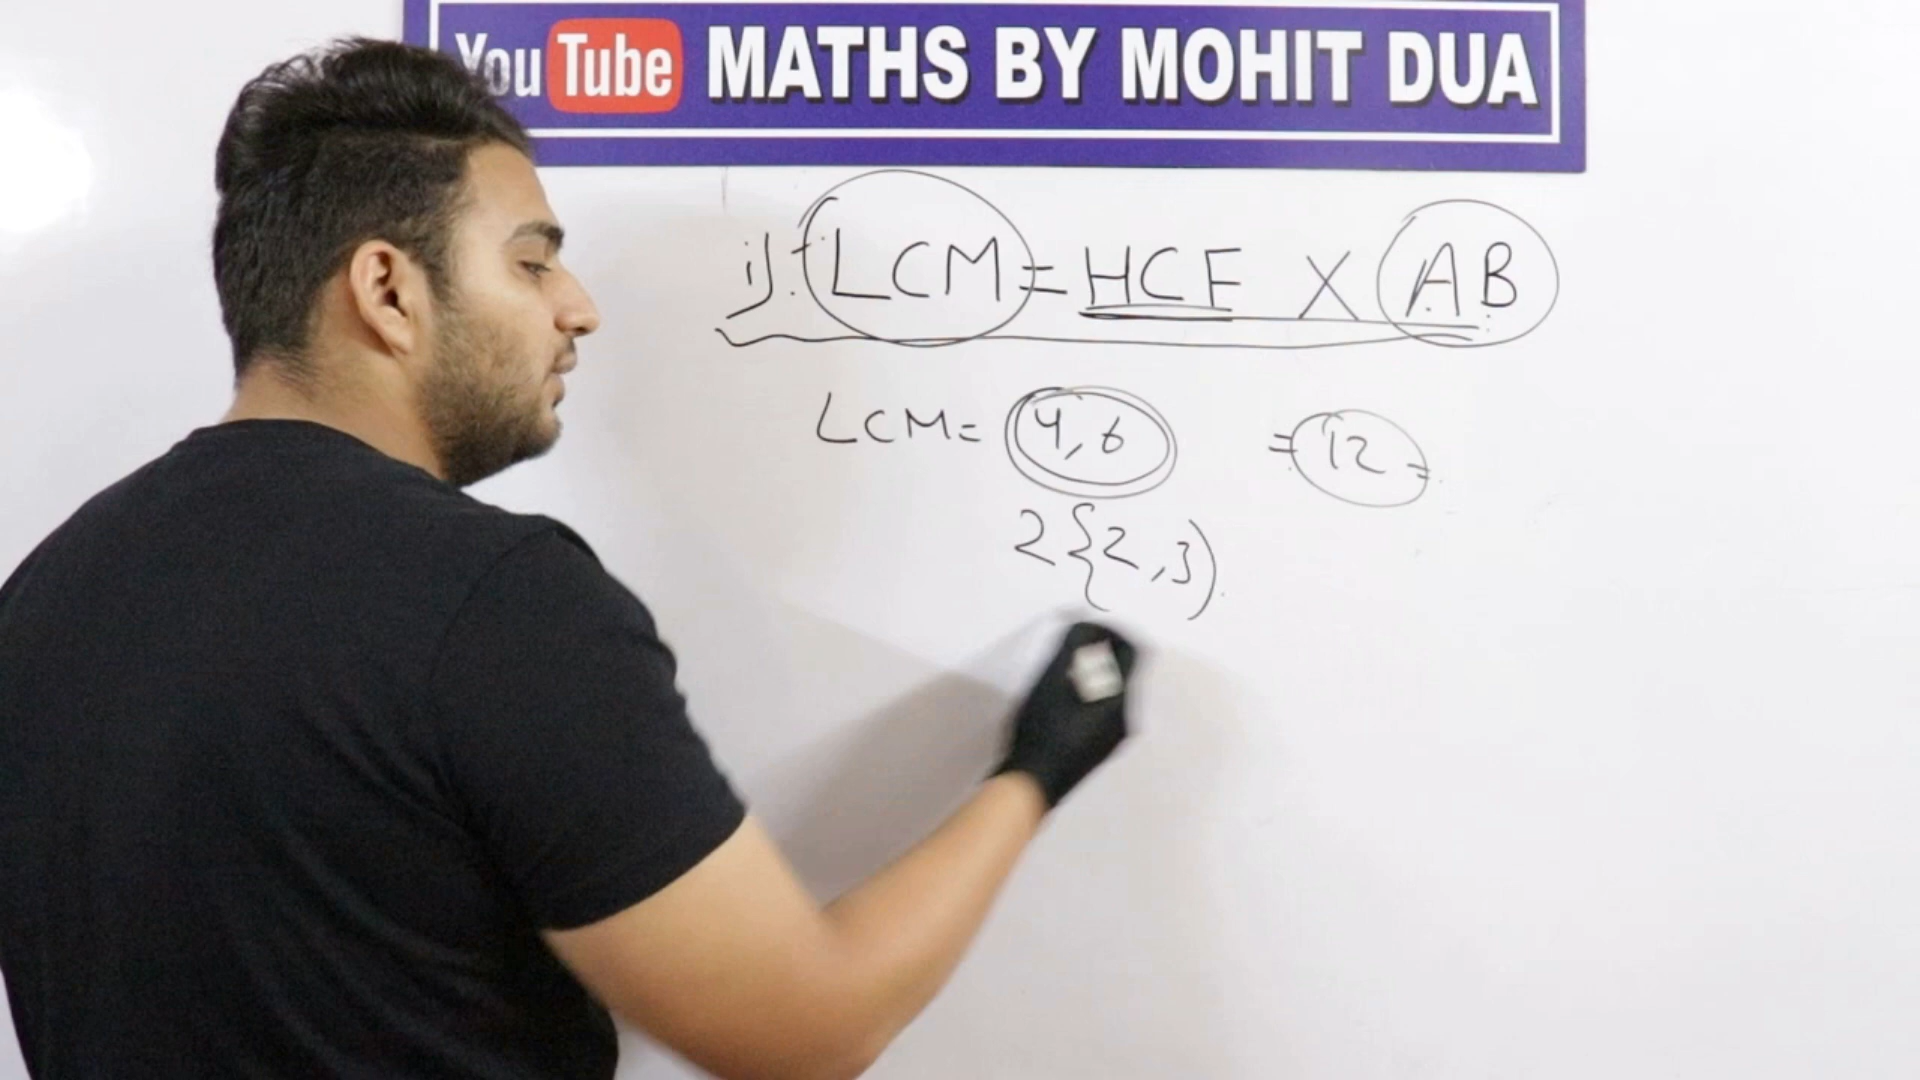 YouTube MATHS BY MOHIT DUA
i). LCM = HCF X AB
LCM = 4,6 = 12 =
2{2,3).